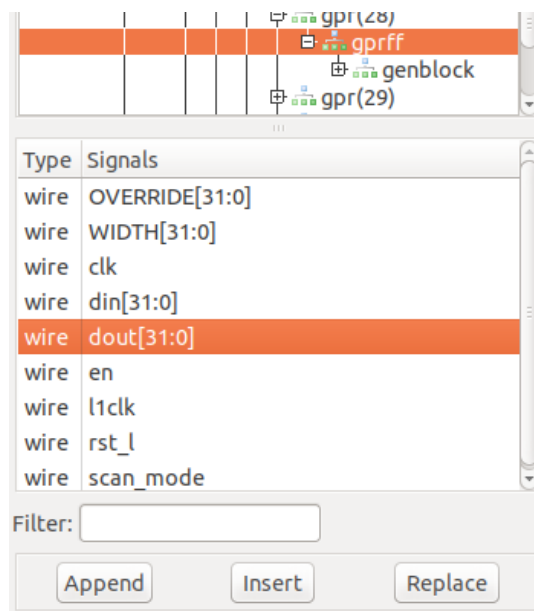 gpr(28)
gprff
genblock
gpr(29)
Type Signals
wire OVERRIDE[31:0]
wire WIDTH[31:0]
wire clk
wire din[31:0]
wire dout[31:0]
wire en
wire l1clk
wire rst_l
wire scan_mode
Filter:
Append Insert Replace